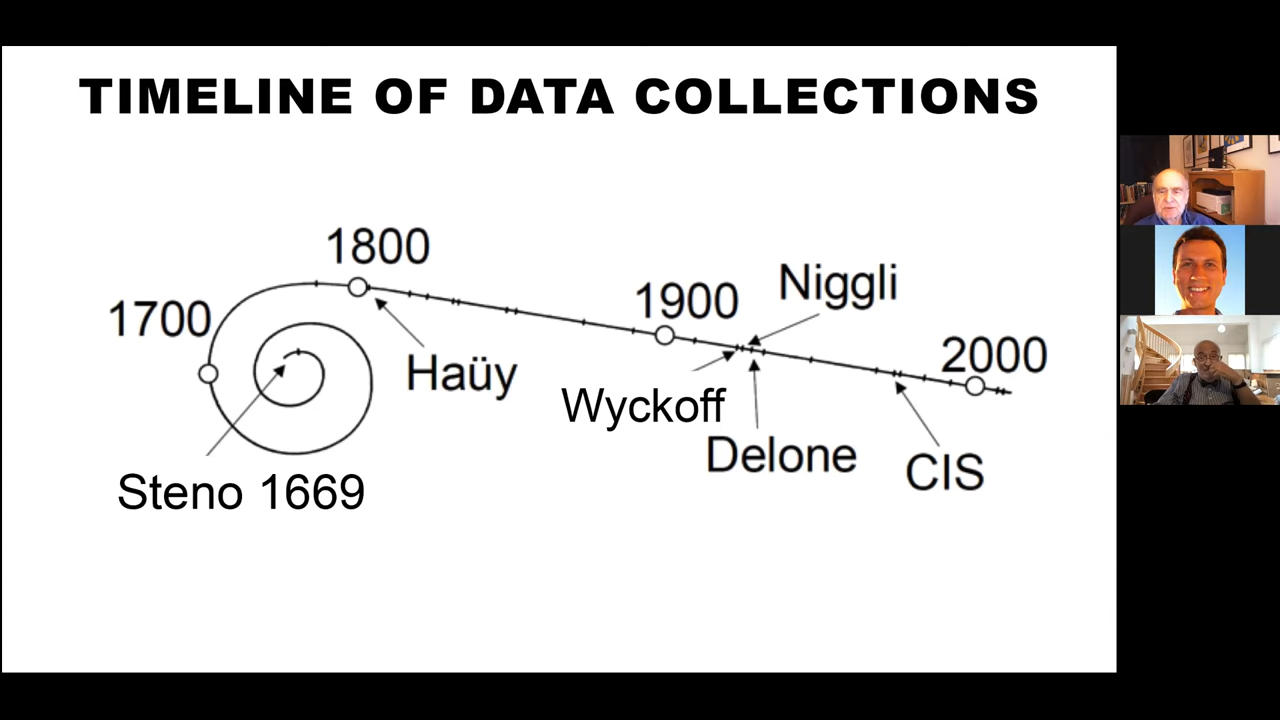 TIMELINE OF DATA COLLECTIONS
1800
1700
1900
Niggli
2000
Haüy
Wyckoff
Delone
CIS
Steno 1669